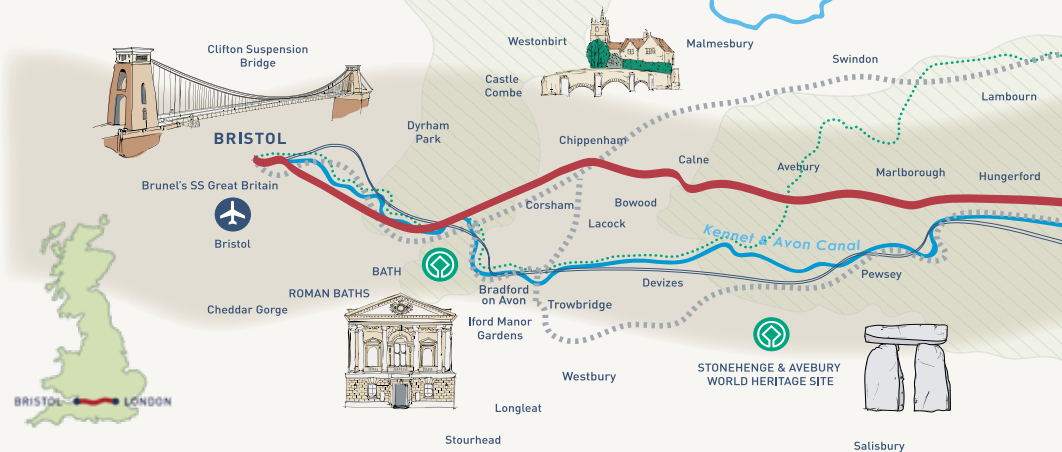 Clifton Suspension
Bridge
Westonbirt
Malmesbury
Swindon
Castle
Combe
Lambourn
BRISTOL
Dyrham
Park
Chippenham
Calne
Avebury
Marlborough
Hungerford
Brunel's SS Great Britain
Corsham
Bowood
Lacock
Bristol
Kennet & Avon Canal
BATH
Pewsey
Devizes
Bradford
on Avon
ROMAN BATHS
Trowbridge
Cheddar Gorge
Iford Manor
Gardens
STONEHENGE & AVEBURY
WORLD HERITAGE SITE
Westbury
BRISTOL
LONDON
Longleat
Stourhead
Salisbury